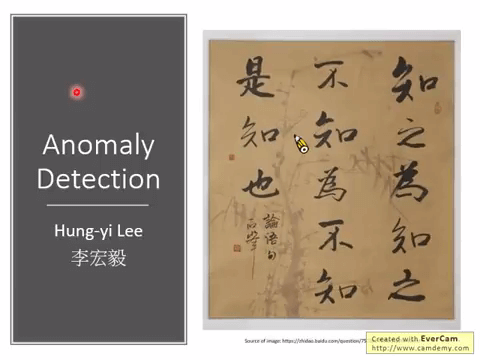 Anomaly
Detection
Hung-yi Lee
李宏毅
知之為知之
不知為不知
是知也
論語句
Source of image: https://zhidao.baidu.com/question/75
Created with EverCam.
http://www.camdemy.com